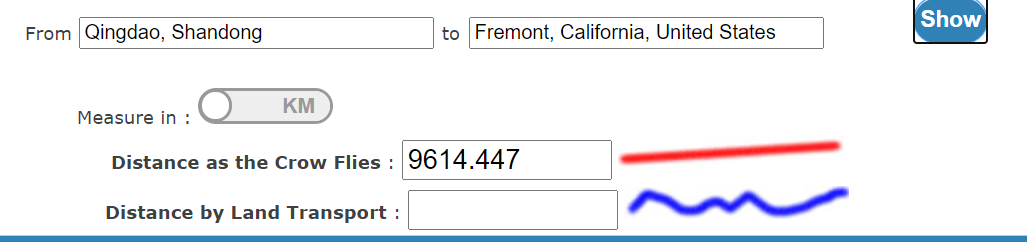 Show
From Qingdao, Shandong to Fremont, California, United States
Measure in : KM
Distance as the Crow Flies : 9614.447
Distance by Land Transport :